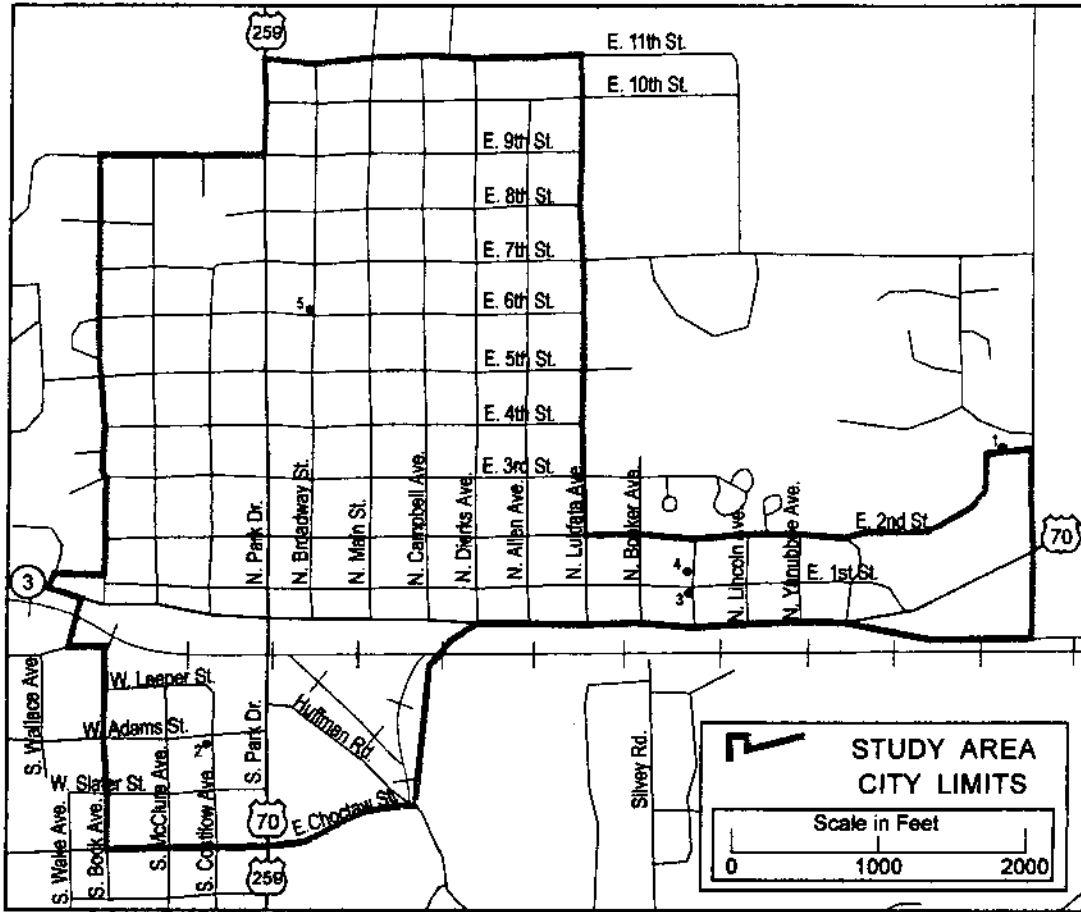 259
E. 11th St.
E. 10th St.
E. 9th St.
E. 8th St.
E. 7th St.
5
E. 6th St.
E. 5th St.
E. 4th St.
1
E. 3rd St.
N. Park Dr.
N. Broadway St.
N. Main St.
N. Campbell Ave.
N. Dierks Ave.
N. Allen Ave.
N. Lukfata Ave.
N. Booker Ave.
N. Lincoln Ave.
N. Yanubbee Ave.
E. 2nd St.
70
4
E. 1st St.
3
3
S. Wallace Ave.
W. Leeper St.
W. Adams St.
2
S. Park Dr.
Huffman Rd.
Silvey Rd.
W. Slater St.
S. Wake Ave.
S. Bock Ave.
S. McClure Ave.
S. Costilow Ave.
70
E. Choctaw St.
259
STUDY AREA
CITY LIMITS
Scale in Feet
0 1000 2000